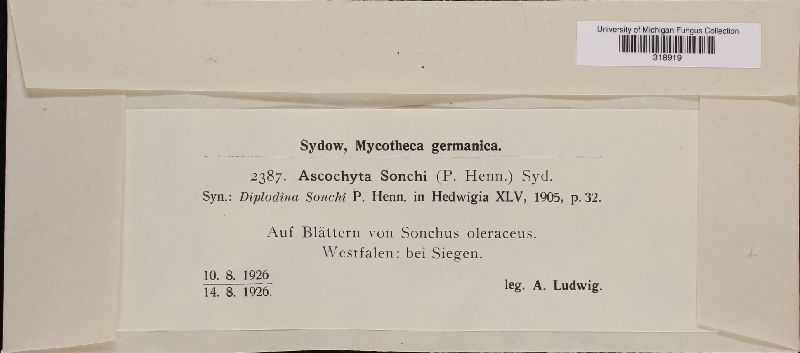 University of Michigan Fungus Collection
318919
Sydow, Mycotheca germanica.
2387. Ascochyta Sonchi (P. Henn.) Syd.
Syn.: Diplodina Sonchi P. Henn. in Hedwigia XLV, 1905, p. 32.
Auf Blättern von Sonchus oleraceus.
Westfalen: bei Siegen.
10. 8. 1926
14. 8. 1926.
leg. A. Ludwig.